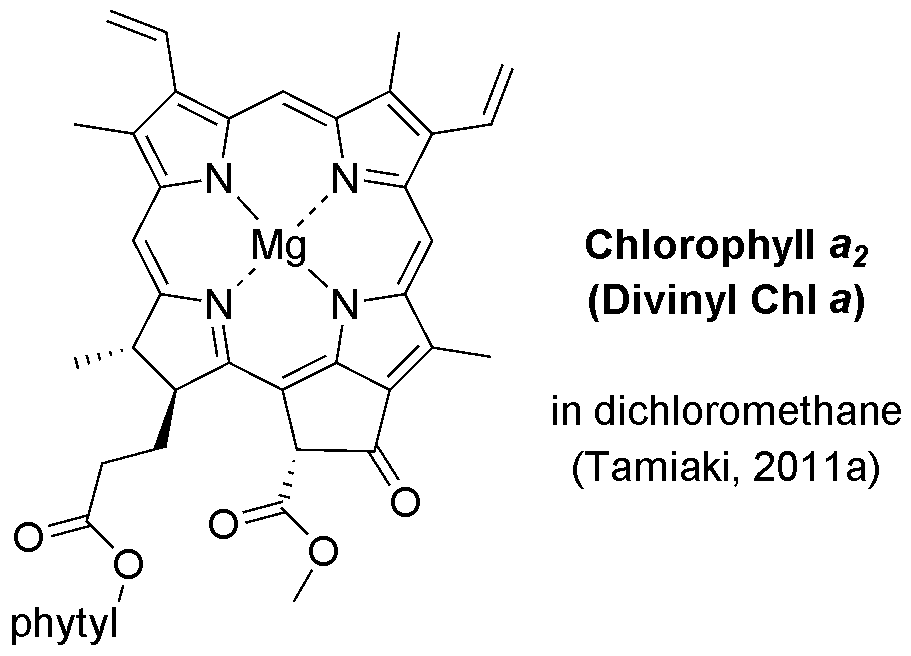 N
N
Mg
N
N
Chlorophyll a2
(Divinyl Chl a)
in dichloromethane
(Tamiaki, 2011a)
O
O
O
O
O
phytyl